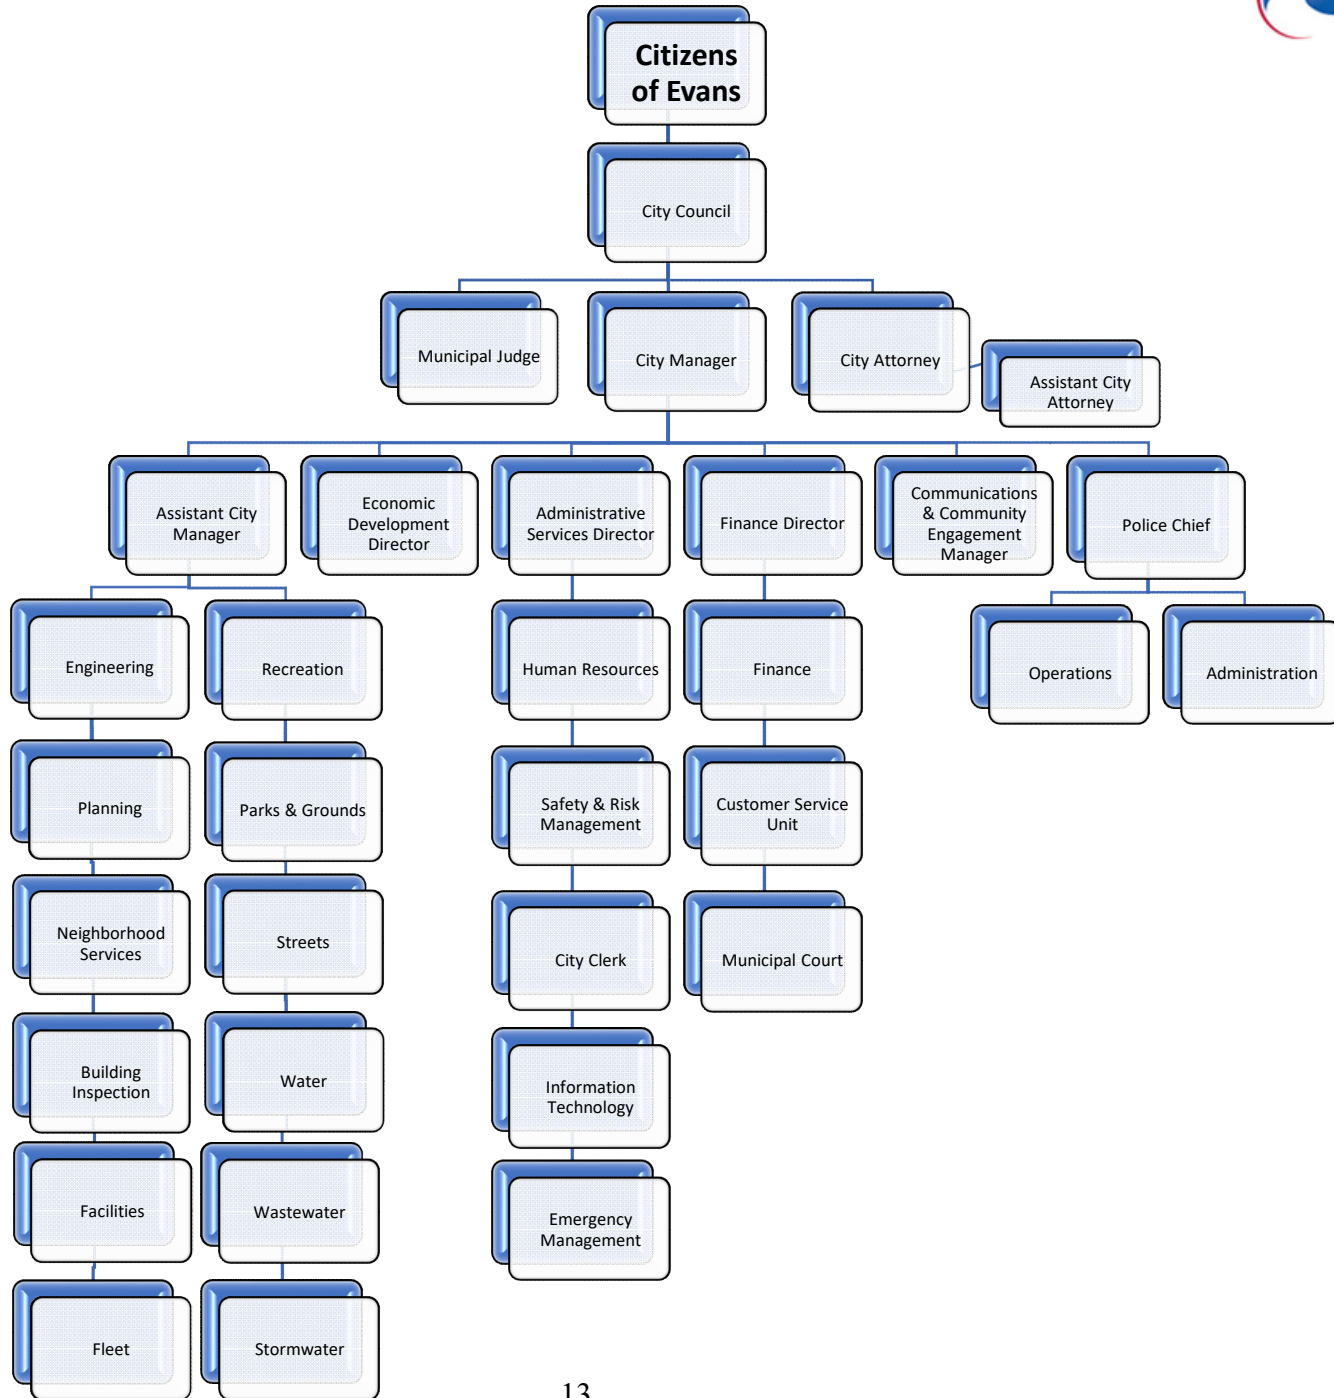 Citizens
of Evans
City Council
Municipal Judge
City Manager
City Attorney
Assistant City
Attorney
Assistant City
Manager
Economic
Development
Director
Administrative
Services Director
Finance Director
Communications
& Community
Engagement
Manager
Police Chief
Engineering
Recreation
Human Resources
Finance
Operations
Administration
Planning
Parks & Grounds
Safety & Risk
Management
Customer Service
Unit
Neighborhood
Services
Streets
City Clerk
Municipal Court
Building
Inspection
Water
Information
Technology
Facilities
Wastewater
Emergency
Management
Fleet
Stormwater
13